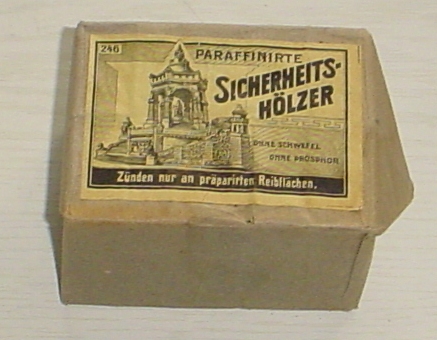 246
PARAFFINIRTE
SICHERHEITS-
HÖLZER
OHNE SCHWEFEL
OHNE PHOSPHOR
Zünden nur an präparirten Reibflächen.